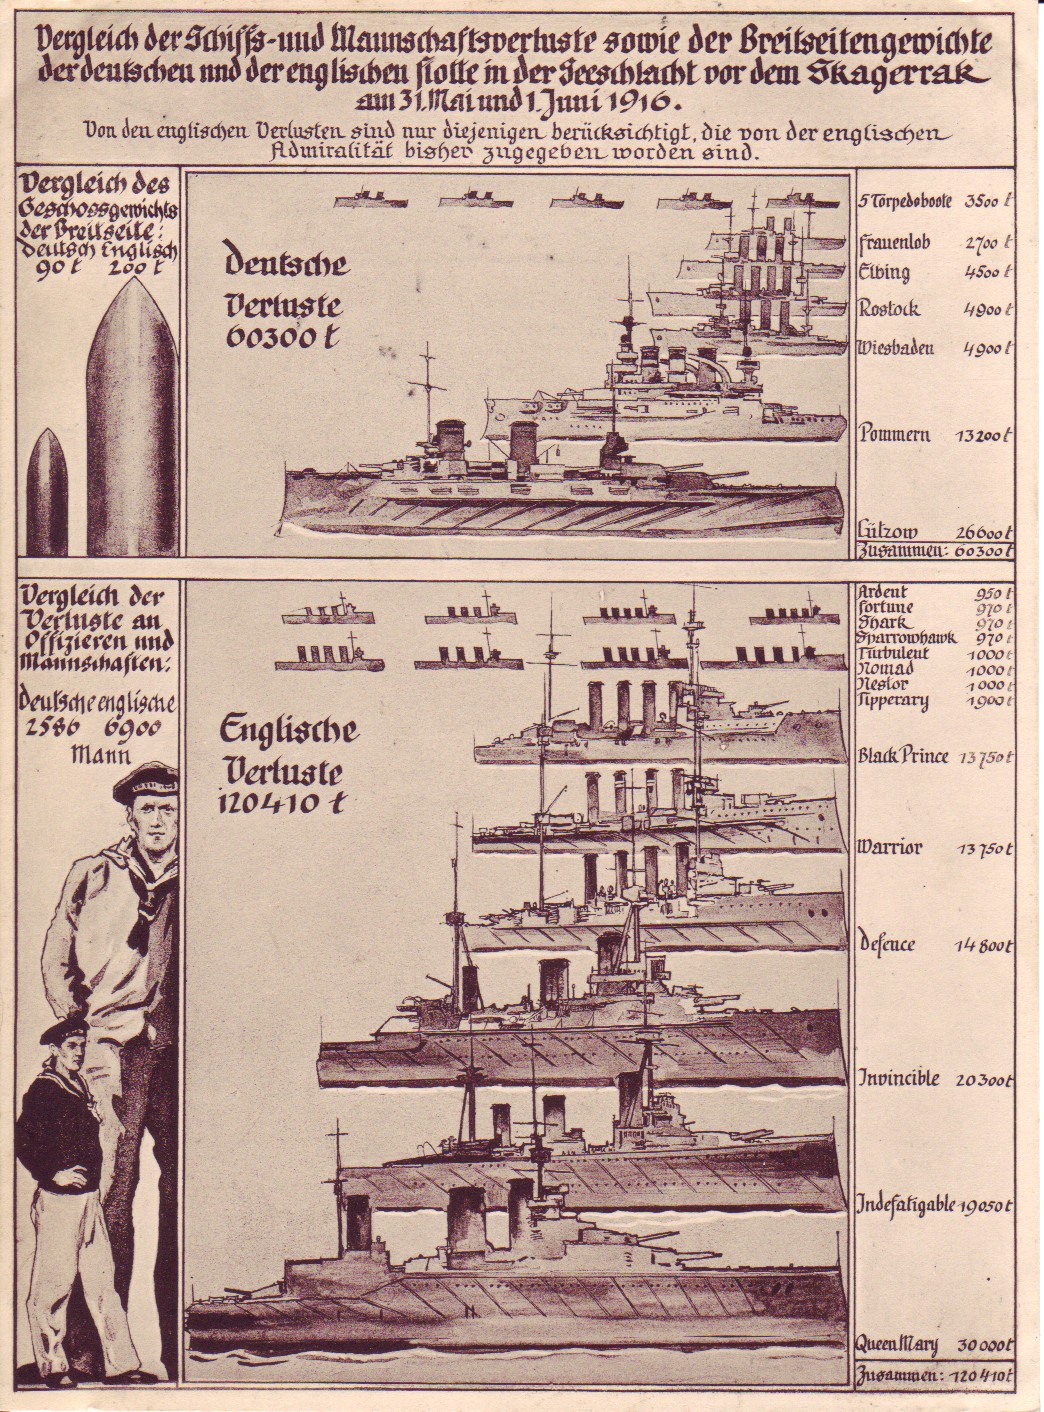 Vergleich der Schiffs- und Mannschaftsverluste sowie der Breitseitengewichte
der deutschen und der englischen Flotte in der Seeschlacht vor dem Skagerrak
am 31. Mai und 1. Juni 1916.
Von den englischen Verlusten sind nur diejenigen berücksichtigt, die von der englischen
Admiralität bisher zugegeben worden sind.
Vergleich des
Geschossgewichts
der Breitseite:
Deutsch Englisch
90 t 200 t
Deutsche
Verluste
60300 t
5 Torpedoboote 3500 t
Frauenlob 2700 t
Elbing 4500 t
Rostock 4900 t
Wiesbaden 4900 t
Pommern 13200 t
Lützow 26600 t
Zusammen: 60300 t
Vergleich der
Verluste an
Offizieren und
Mannschaften:
Deutsche englische
2586 6900
Mann
Englische
Verluste
120410 t
Ardent 950 t
Fortune 970 t
Shark 970 t
Sparrowhawk 970 t
Turbulent 1000 t
Nomad 1000 t
Nestor 1000 t
Tipperary 1900 t
Black Prince 13750 t
Warrior 13750 t
Defence 14800 t
Invincible 20300 t
Indefatigable 19050 t
Queen Mary 30000 t
Zusammen: 120410 t